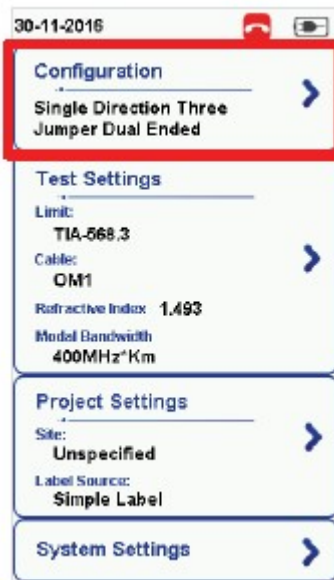 30-11-2016
Configuration
Single Direction Three
Jumper Dual Ended
Test Settings
Limit:
TIA-568.3
Cable:
OM1
Refractive Index 1.493
Modal Bandwidth
400MHz*Km
Project Settings
Site:
Unspecified
Label Source:
Simple Label
System Settings